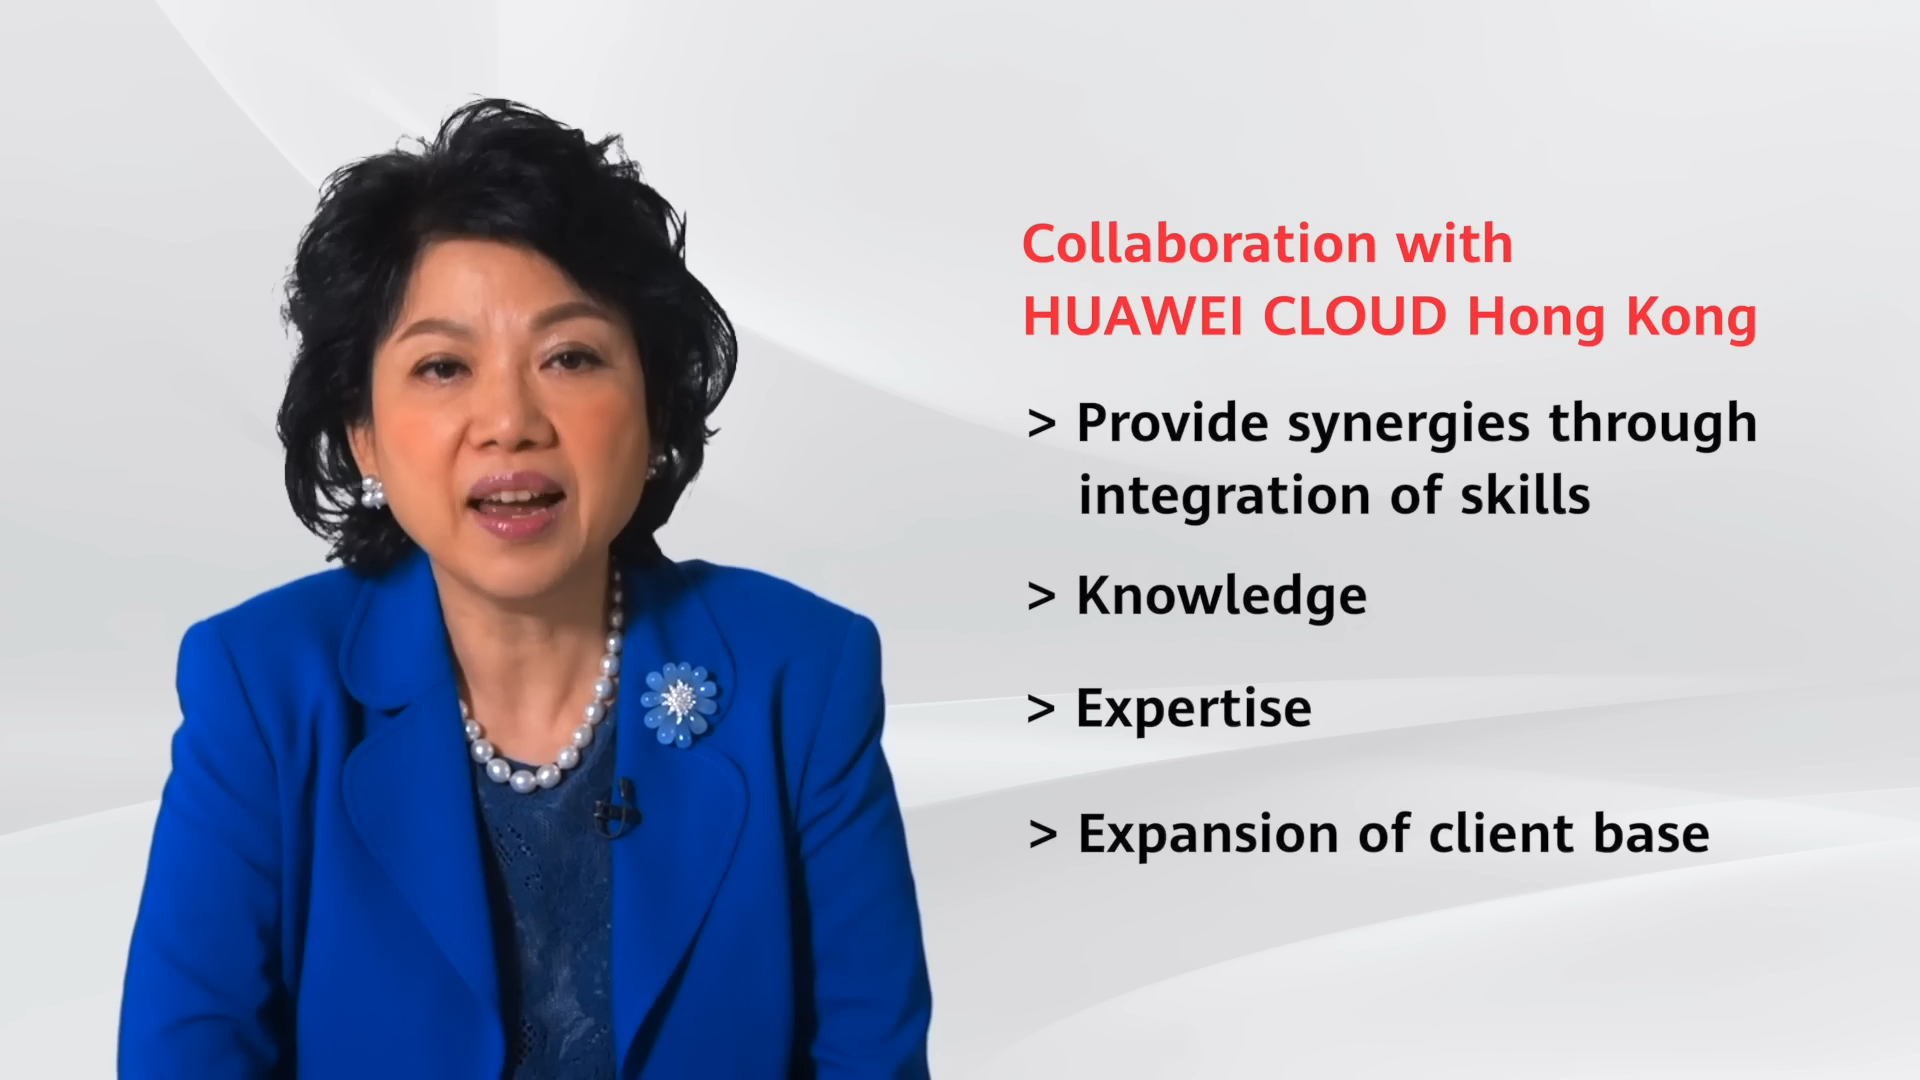 Collaboration with
HUAWEI CLOUD Hong Kong
> Provide synergies through
integration of skills
> Knowledge
> Expertise
> Expansion of client base